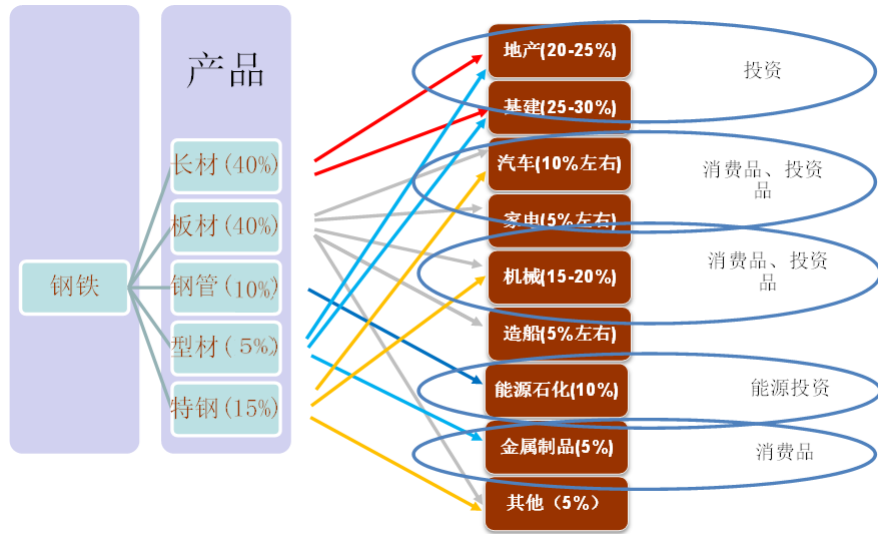 产品
钢铁
长材(40%)
板材(40%)
钢管(10%)
型材(5%)
特钢(15%)
地产(20-25%)
基建(25-30%)
汽车(10%左右)
家电(5%左右)
机械(15-20%)
造船(5%左右)
能源石化(10%)
金属制品(5%)
其他（5%）
投资
消费品、投资
品
消费品、投资
品
能源投资
消费品